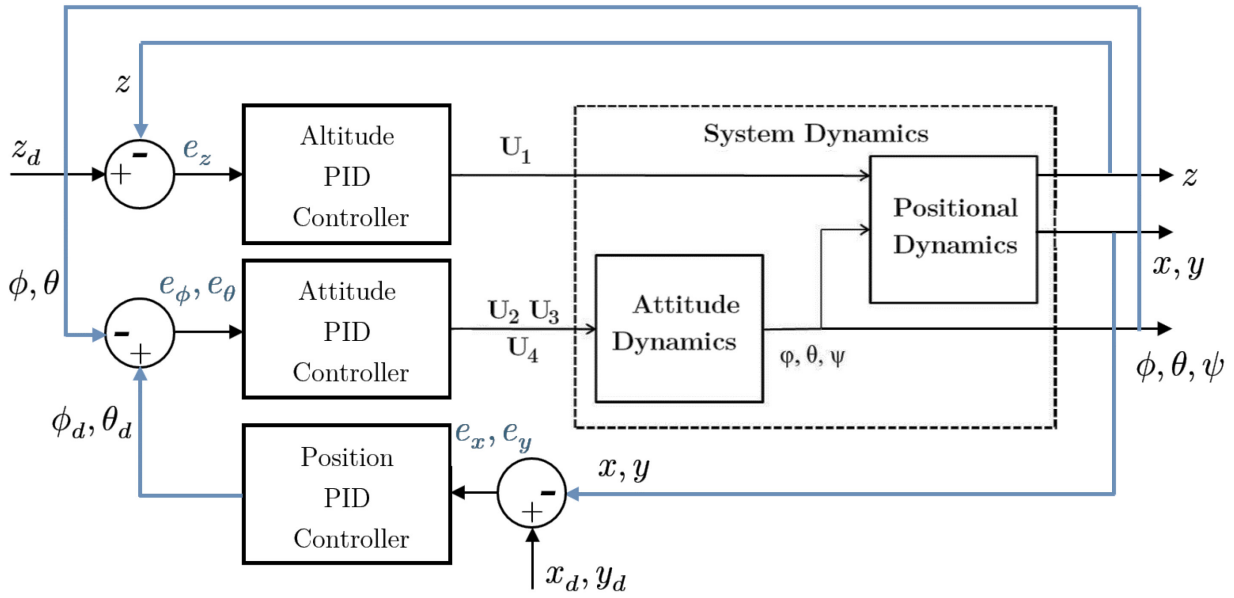 z
z_d
-
+
e_z
Altitude
PID
Controller
U_1
System Dynamics
Positional
Dynamics
z
x, y
ϕ, θ
e_ϕ, e_θ
-
+
Attitude
PID
Controller
U_2 U_3
U_4
Attitude
Dynamics
φ, θ, ψ
ϕ, θ, ψ
ϕ_d, θ_d
Position
PID
Controller
e_x, e_y
-
+
x, y
x_d, y_d